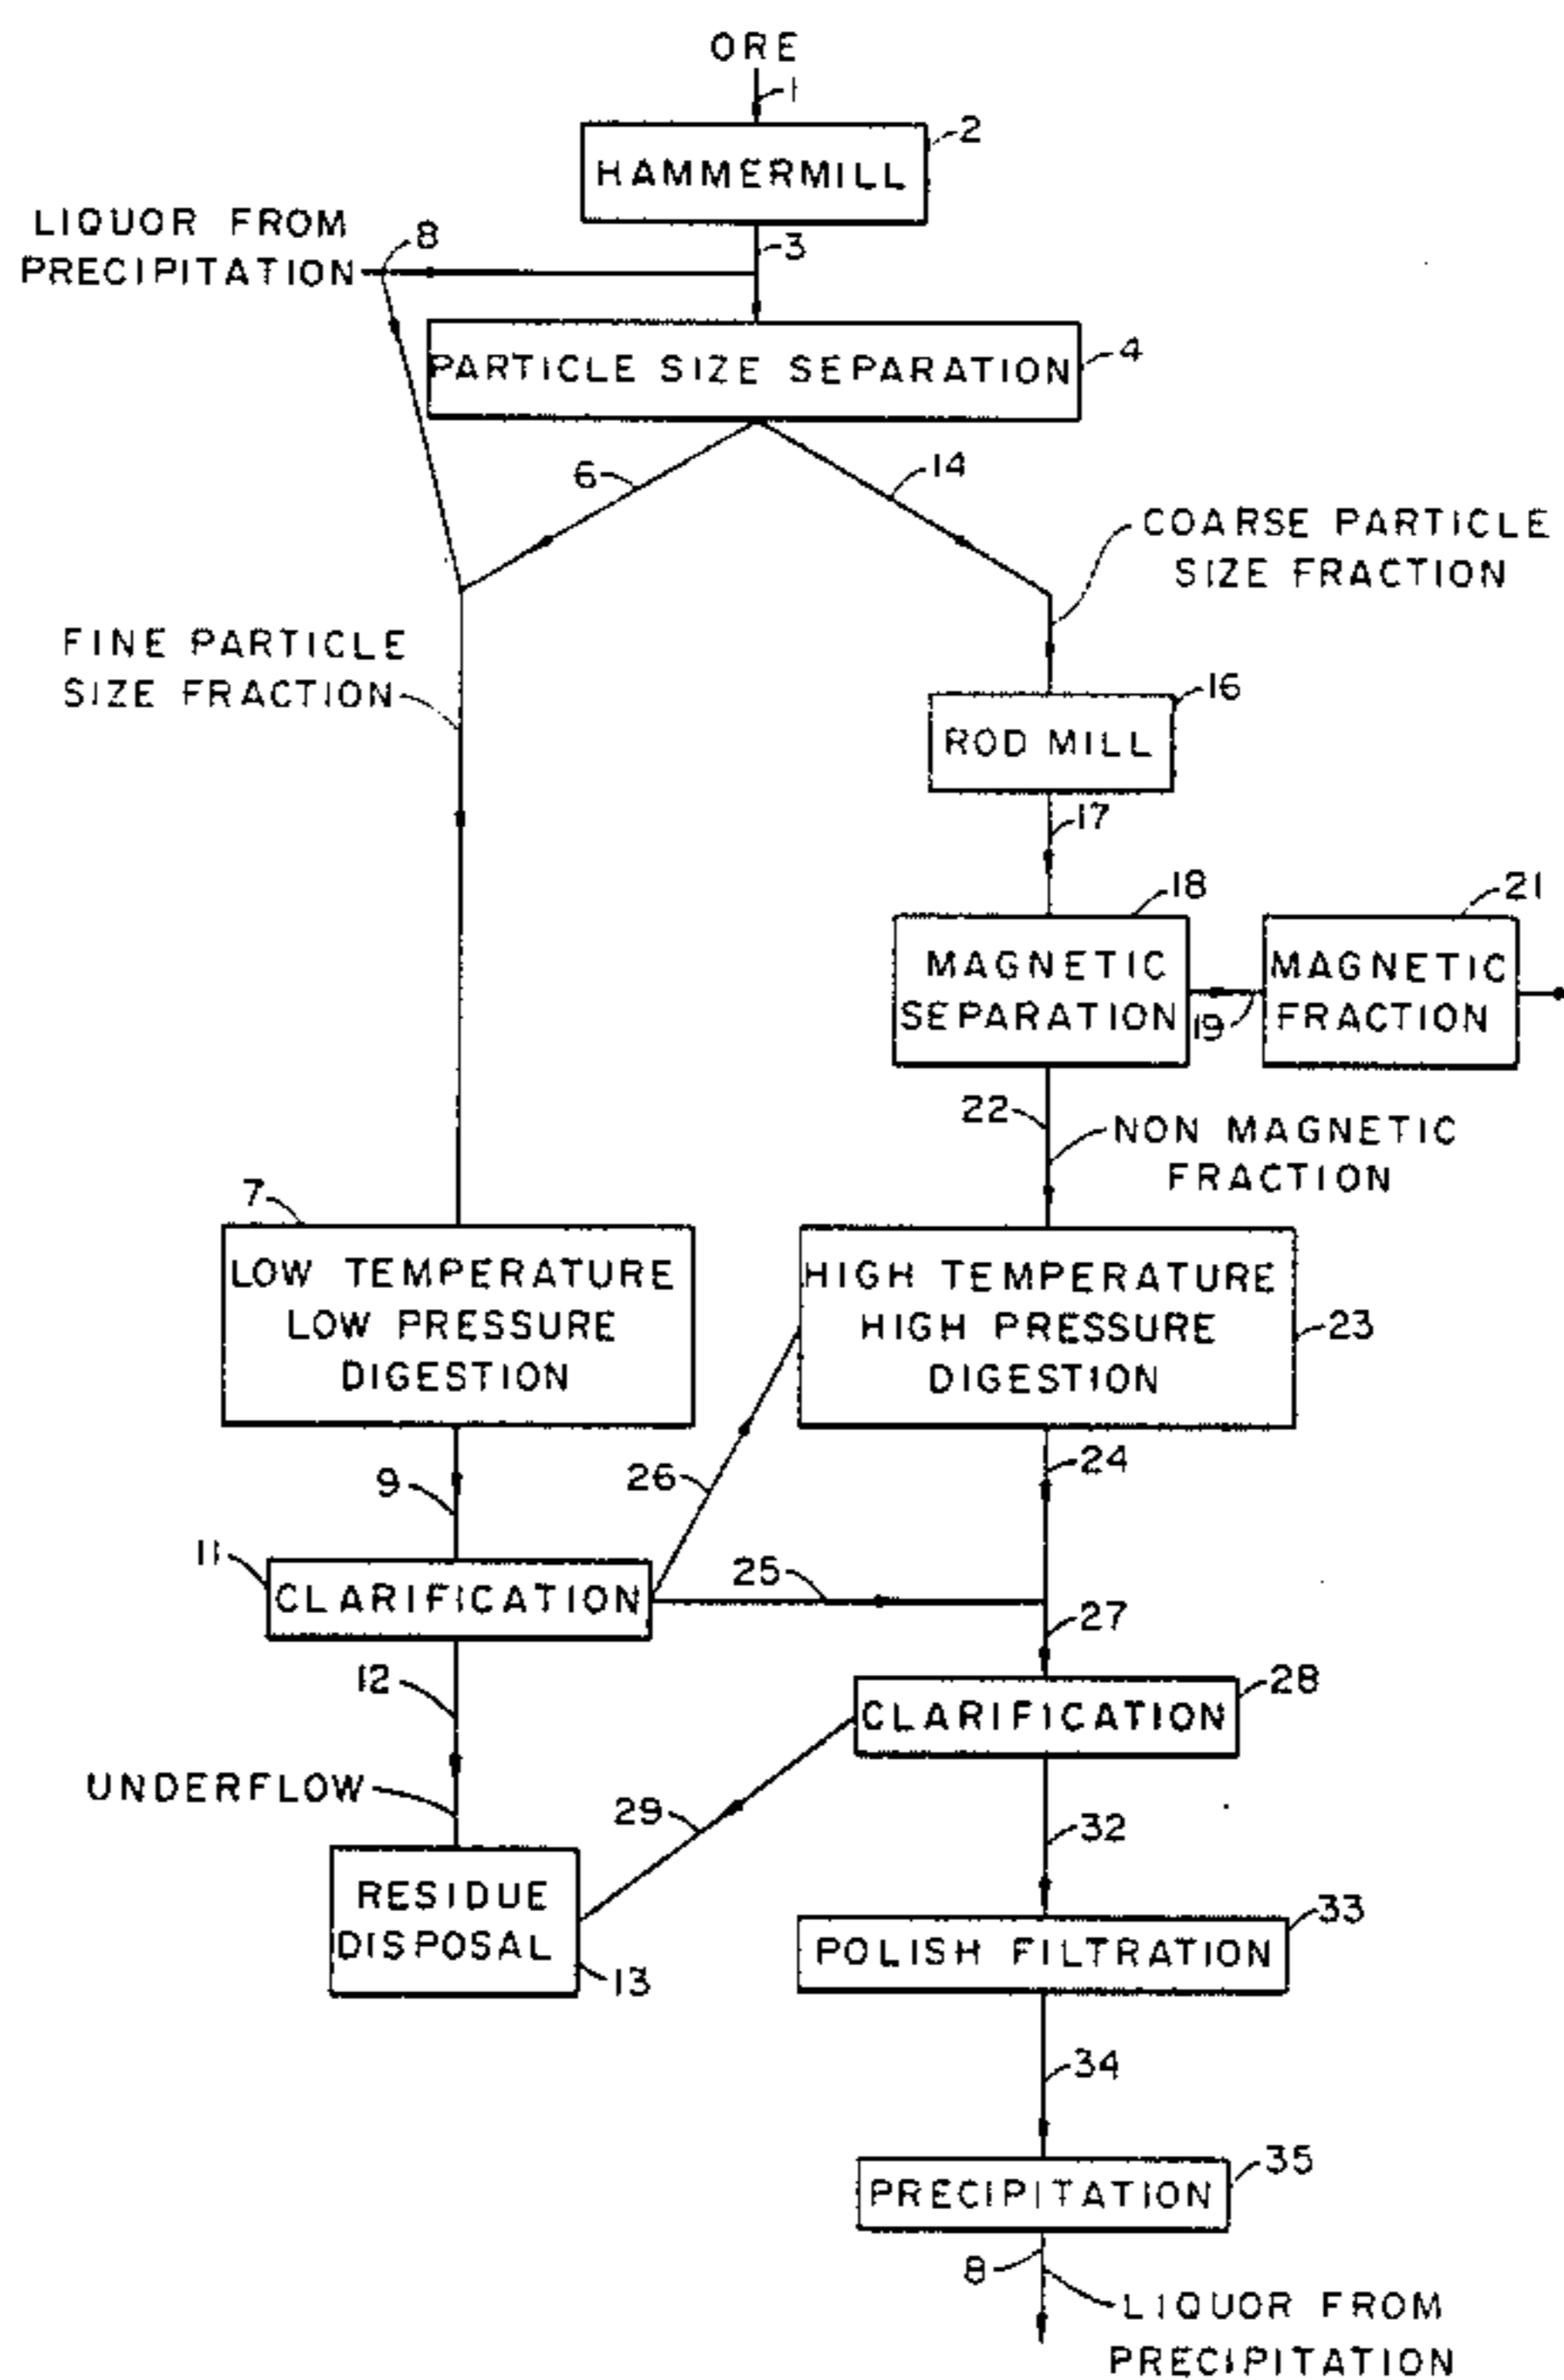 ORE
1
2
HAMMERMILL
LIQUOR FROM
PRECIPITATION
8
3
PARTICLE SIZE SEPARATION
4
6
14
COARSE PARTICLE
SIZE FRACTION
FINE PARTICLE
SIZE FRACTION
16
ROD MILL
17
18
21
MAGNETIC
SEPARATION
19
MAGNETIC
FRACTION
22
NON MAGNETIC
FRACTION
7
LOW TEMPERATURE
LOW PRESSURE
DIGESTION
HIGH TEMPERATURE
HIGH PRESSURE
DIGESTION
23
9
26
24
11
CLARIFICATION
25
27
12
28
CLARIFICATION
UNDERFLOW
29
32
RESIDUE
DISPOSAL
13
33
POLISH FILTRATION
34
35
PRECIPITATION
8
LIQUOR FROM
PRECIPITATION